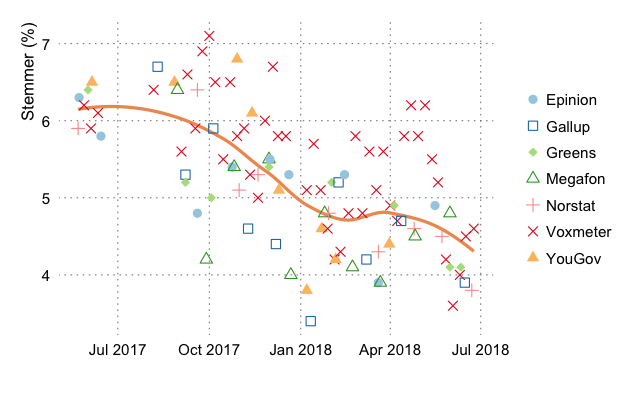 Stemmer (%)
7
6
5
4
Jul 2017
Oct 2017
Jan 2018
Apr 2018
Jul 2018
Epinion
Gallup
Greens
Megafon
Norstat
Voxmeter
YouGov